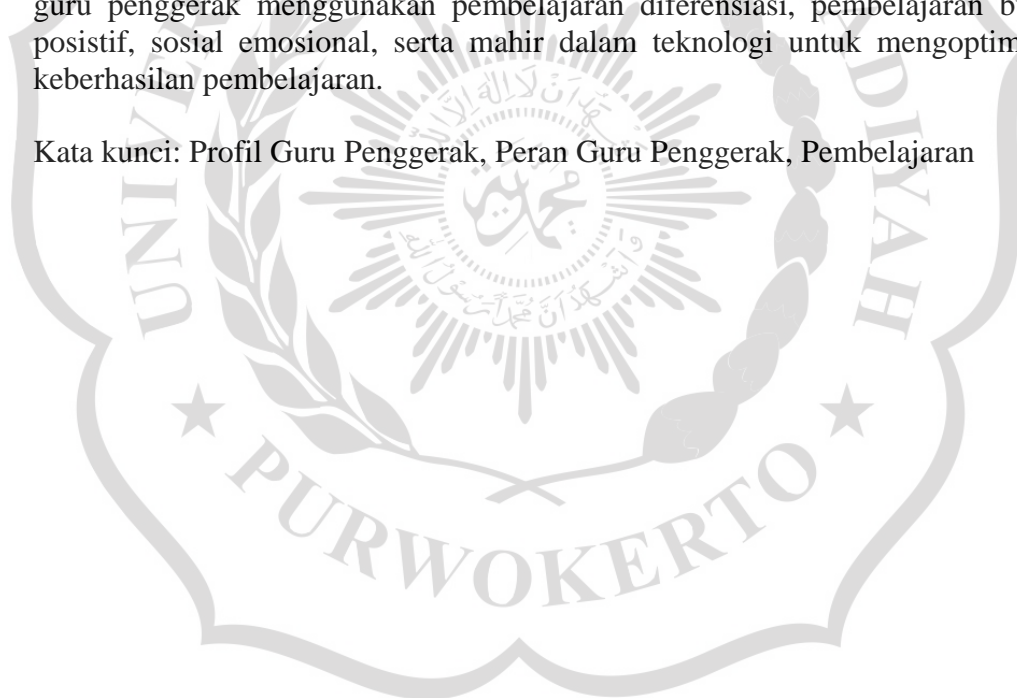 guru penggerak menggunakan pembelajaran diferensiasi, pembelajaran b
posistif, sosial emosional, serta mahir dalam teknologi untuk mengoptim
keberhasilan pembelajaran.
Kata kunci: Profil Guru Penggerak, Peran Guru Penggerak, Pembelajaran
PURWOKERTO